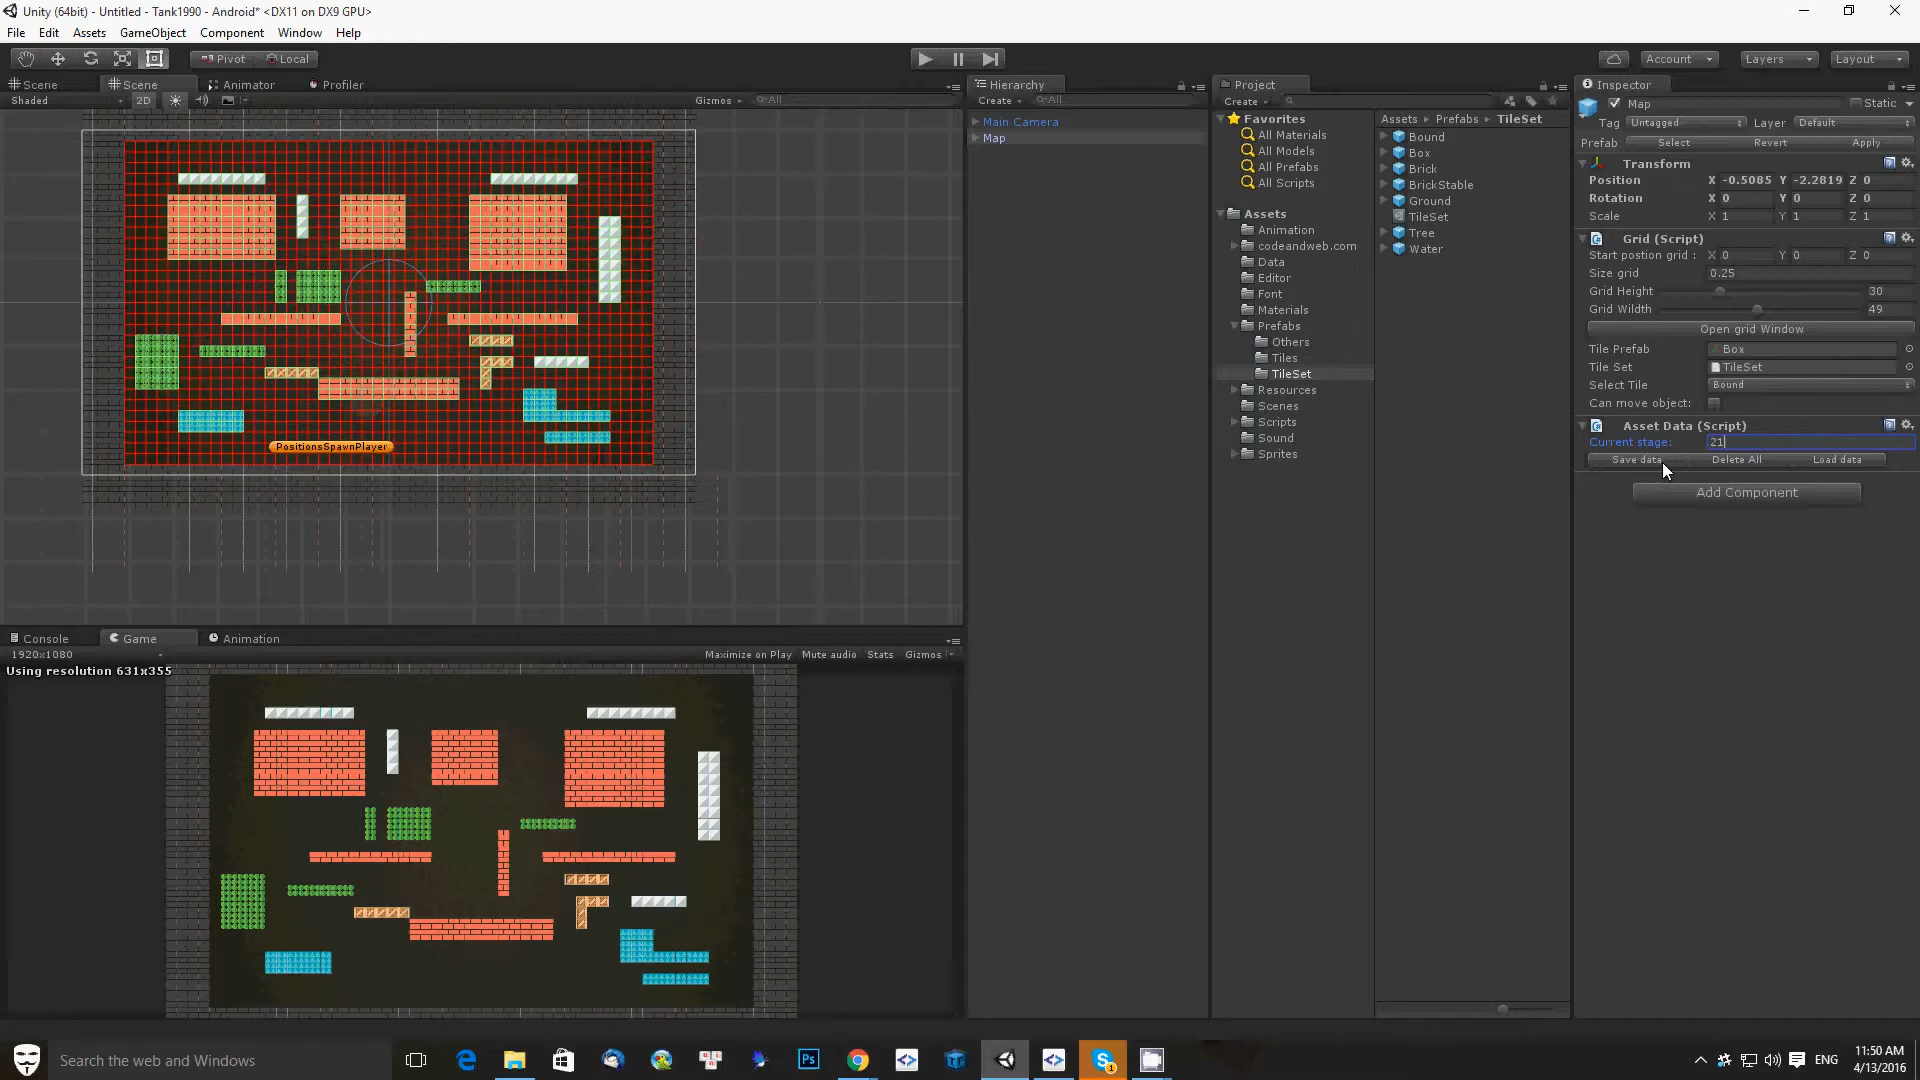 Unity (64bit) - Untitled - Tank1990 - Android* <DX11 on DX9 GPU>
File Edit Assets GameObject Component Window Help
Pivot Local
Account Layers Layout
Scene Scene Animator Profiler
Shaded 2D Gizmos All
PositionsSpawnPlayer
Hierarchy
Create All
Main Camera
Map
Project
Create
Favorites
All Materials
All Models
All Prefabs
All Scripts
Assets
Animation
codeandweb.com
Data
Editor
Font
Materials
Prefabs
Others
Tiles
TileSet
Resources
Scenes
Scripts
Sound
Sprites
Assets Prefabs TileSet
Bound
Box
Brick
BrickStable
Ground
TileSet
Tree
Water
Inspector
Map Static
Tag Untagged Layer Default
Prefab Select Revert Apply
Transform
Position X -0.5085 Y -2.2819 Z 0
Rotation X 0 Y 0 Z 0
Scale X 1 Y 1 Z 1
Grid (Script)
Start postion grid : X 0 Y 0 Z 0
Size grid 0.25
Grid Height 30
Grid Wildth 49
Open grid Window
Tile Prefab Box
Tile Set TileSet
Select Tile Bound
Can move object:
Asset Data (Script)
Current stage: 21
Save data Delete All Load data
Add Component
Console Game Animation
1920x1080 Maximize on Play Mute audio Stats Gizmos
Using resolution 631x355
Search the web and Windows
ENG
11:50 AM
4/13/2016